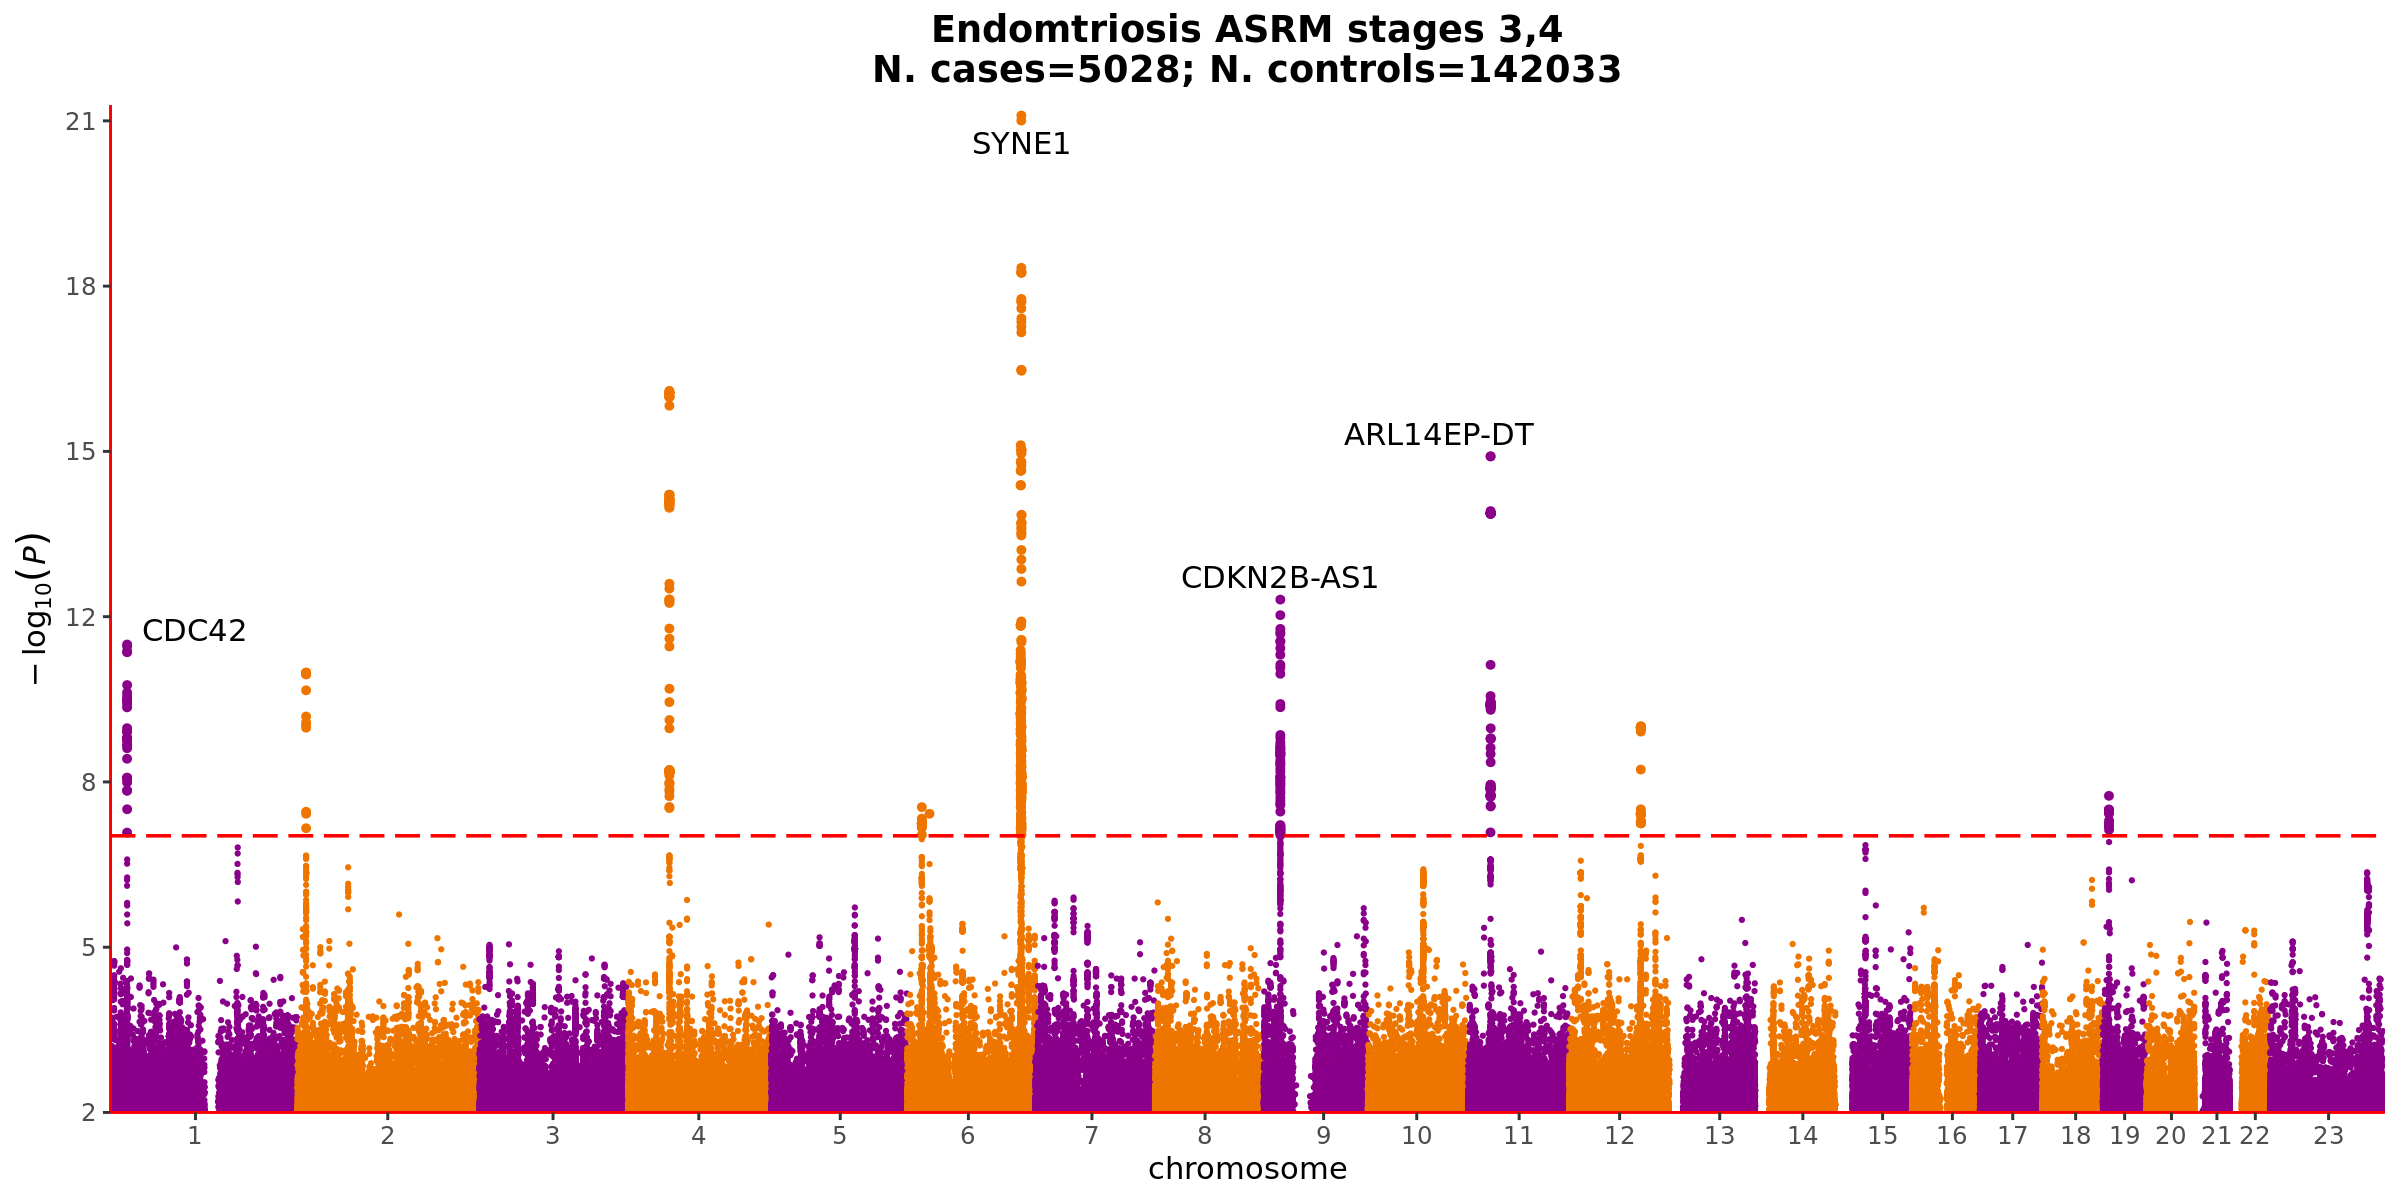 Endomtriosis ASRM stages 3,4
N. cases=5028; N. controls=142033
21
SYNE1
18
ARL14EP-DT
15
CDKN2B-AS1
12
CDC42
8
5
2
− log10(P)
1 2 3 4 5 6 7 8 9 10 11 12 13 14 15 16 17 18 19 20 21 22 23
chromosome